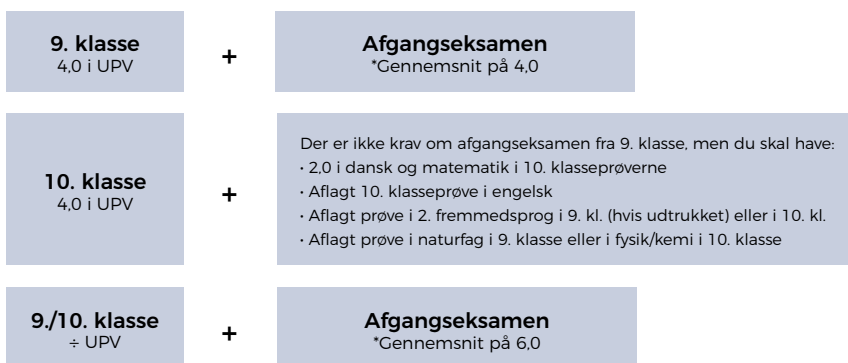 9. klasse
4,0 i UPV
+
Afgangseksamen
*Gennemsnit på 4,0
10. klasse
4,0 i UPV
+
Der er ikke krav om afgangseksamen fra 9. klasse, men du skal have:
• 2,0 i dansk og matematik i 10. klasseprøverne
• Aflagt 10. klasseprøve i engelsk
• Aflagt prøve i 2. fremmedsprog i 9. kl. (hvis udtrukket) eller i 10. kl.
• Aflagt prøve i naturfag i 9. klasse eller i fysik/kemi i 10. klasse
9./10. klasse
÷ UPV
+
Afgangseksamen
*Gennemsnit på 6,0